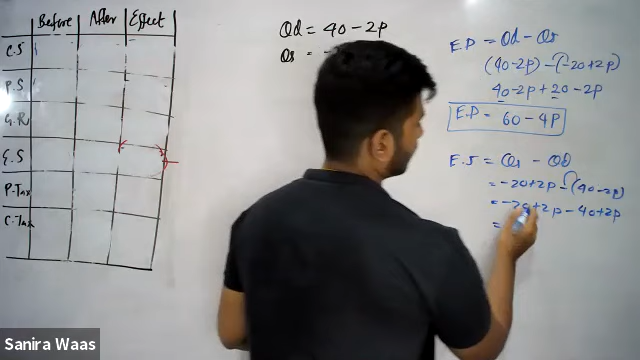 Before After Effect
C.S
P.S
G.R
E.S
P.Tax
C.Tax
Qd = 40 - 2P
Qs = -
E.P = Qd - Qs
(40-2P) - (-20+2P)
40-2P + 20 - 2P
E.P = 60 - 4P
E.S = Qs - Qd
= -20+2P - (40-2P)
= -20+2P - 40+2P
=
Sanira Waas